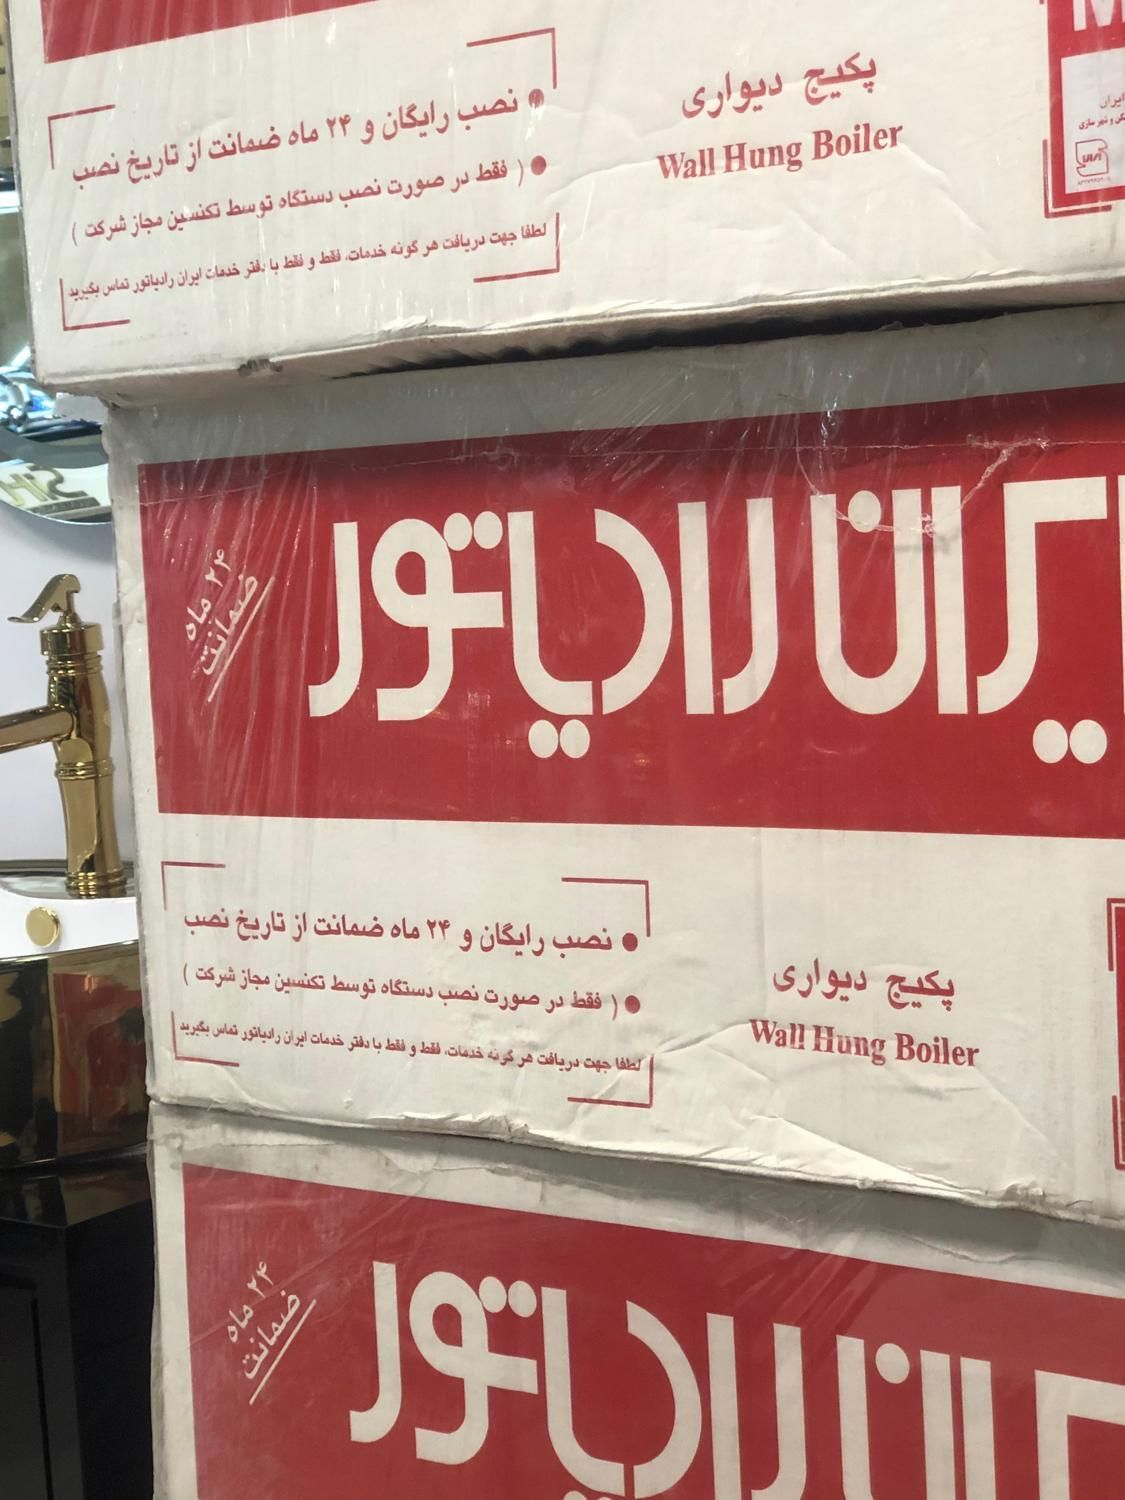 نصب رایگان و ۲۴ ماه ضمانت از تاریخ نصب
( فقط در صورت نصب دستگاه توسط تکنسین مجاز شرکت )
لطفا جهت دریافت هر گونه خدمات، فقط و فقط با دفتر خدمات ایران رادیاتور تماس بگیرید
پکیج دیواری
Wall Hung Boiler
M
ایران
۲۴ ماه
ضمانت
ایران رادیاتور
نصب رایگان و ۲۴ ماه ضمانت از تاریخ نصب
( فقط در صورت نصب دستگاه توسط تکنسین مجاز شرکت )
لطفا جهت دریافت هر گونه خدمات، فقط و فقط با دفتر خدمات ایران رادیاتور تماس بگیرید
پکیج دیواری
Wall Hung Boiler
۲۴ ماه
ضمانت
ایران رادیاتور